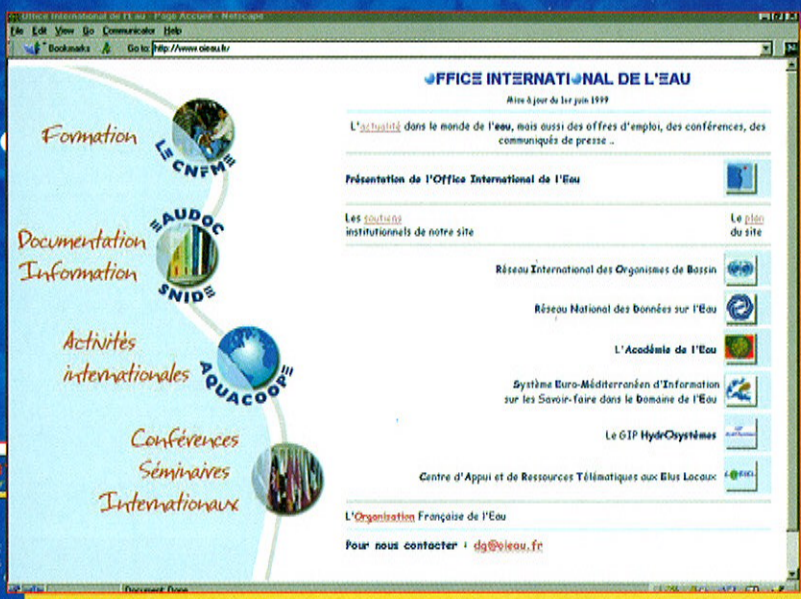 Office International de l'Eau - Page Accueil - Netscape
File Edit View Go Communicator Help
Bookmarks Go to: http://www.oieau.fr/
OFFICE INTERNATIONAL DE L'EAU
Mise à jour du 1er juin 1999
L'actualité dans le monde de l'eau, mais aussi des offres d'emploi, des conférences, des
communiqués de presse ..
Présentation de l'Office International de l'Eau
Les soutiens
institutionnels de notre site
Le plan
du site
Réseau International des Organismes de Bassin
Réseau National des Données sur l'Eau
L'Académie de l'Eau
Système Euro-Méditerranéen d'Information
sur les Savoir-faire dans le Domaine de l'Eau
Le GIP HydrOsystèmes
Centre d'Appui et de Ressources Télématiques aux Elus Locaux
L'Organisation Française de l'Eau
Pour nous contacter : dg@oieau.fr
Formation
LE CNFME
Documentation
Information
EAUDOC
SNIDE
Activités
internationales
AQUACOOPE
Conférences
Séminaires
Internationaux
Document: Done